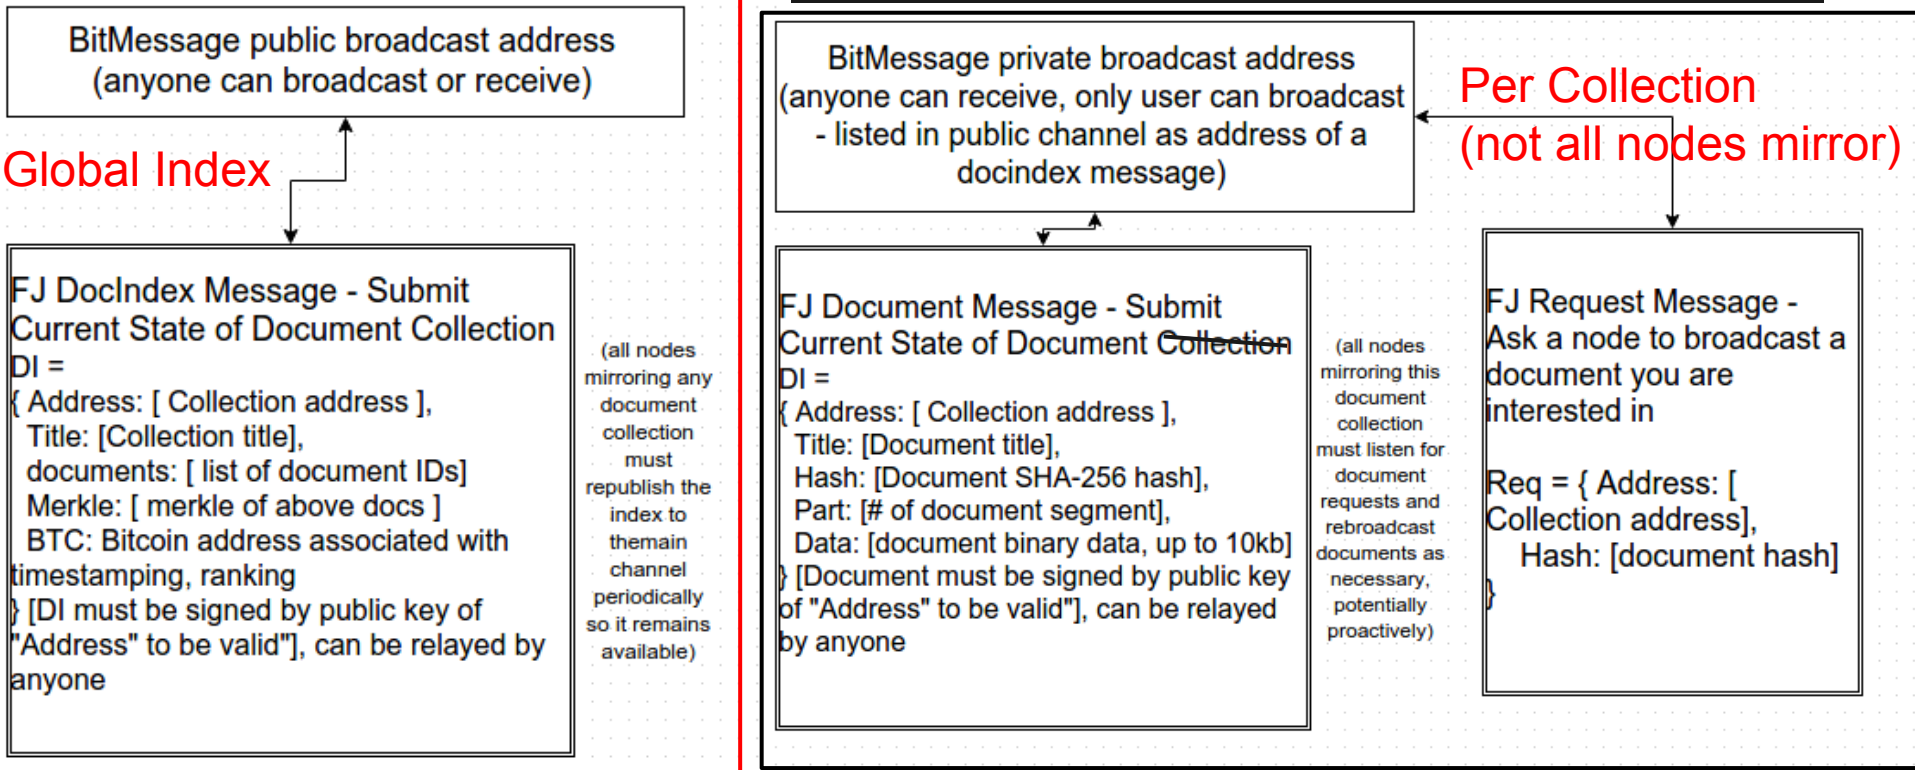 BitMessage public broadcast address
(anyone can broadcast or receive)
Global Index
FJ DocIndex Message - Submit
Current State of Document Collection
DI =
{ Address: [ Collection address ],
Title: [Collection title],
documents: [ list of document IDs]
Merkle: [ merkle of above docs ]
BTC: Bitcoin address associated with
timestamping, ranking
} [DI must be signed by public key of
"Address" to be valid"], can be relayed by
anyone
(all nodes
mirroring any
document
collection
must
republish the
index to
themain
channel
periodically
so it remains
available)
BitMessage private broadcast address
(anyone can receive, only user can broadcast
- listed in public channel as address of a
docindex message)
Per Collection
(not all nodes mirror)
FJ Document Message - Submit
Current State of Document Collection
DI =
{ Address: [ Collection address ],
Title: [Document title],
Hash: [Document SHA-256 hash],
Part: [# of document segment],
Data: [document binary data, up to 10kb]
} [Document must be signed by public key
of "Address" to be valid"], can be relayed
by anyone
(all nodes
mirroring this
document
collection
must listen for
document
requests and
rebroadcast
documents as
necessary,
potentially
proactively)
FJ Request Message -
Ask a node to broadcast a
document you are
interested in
Req = { Address: [
Collection address],
Hash: [document hash]
}